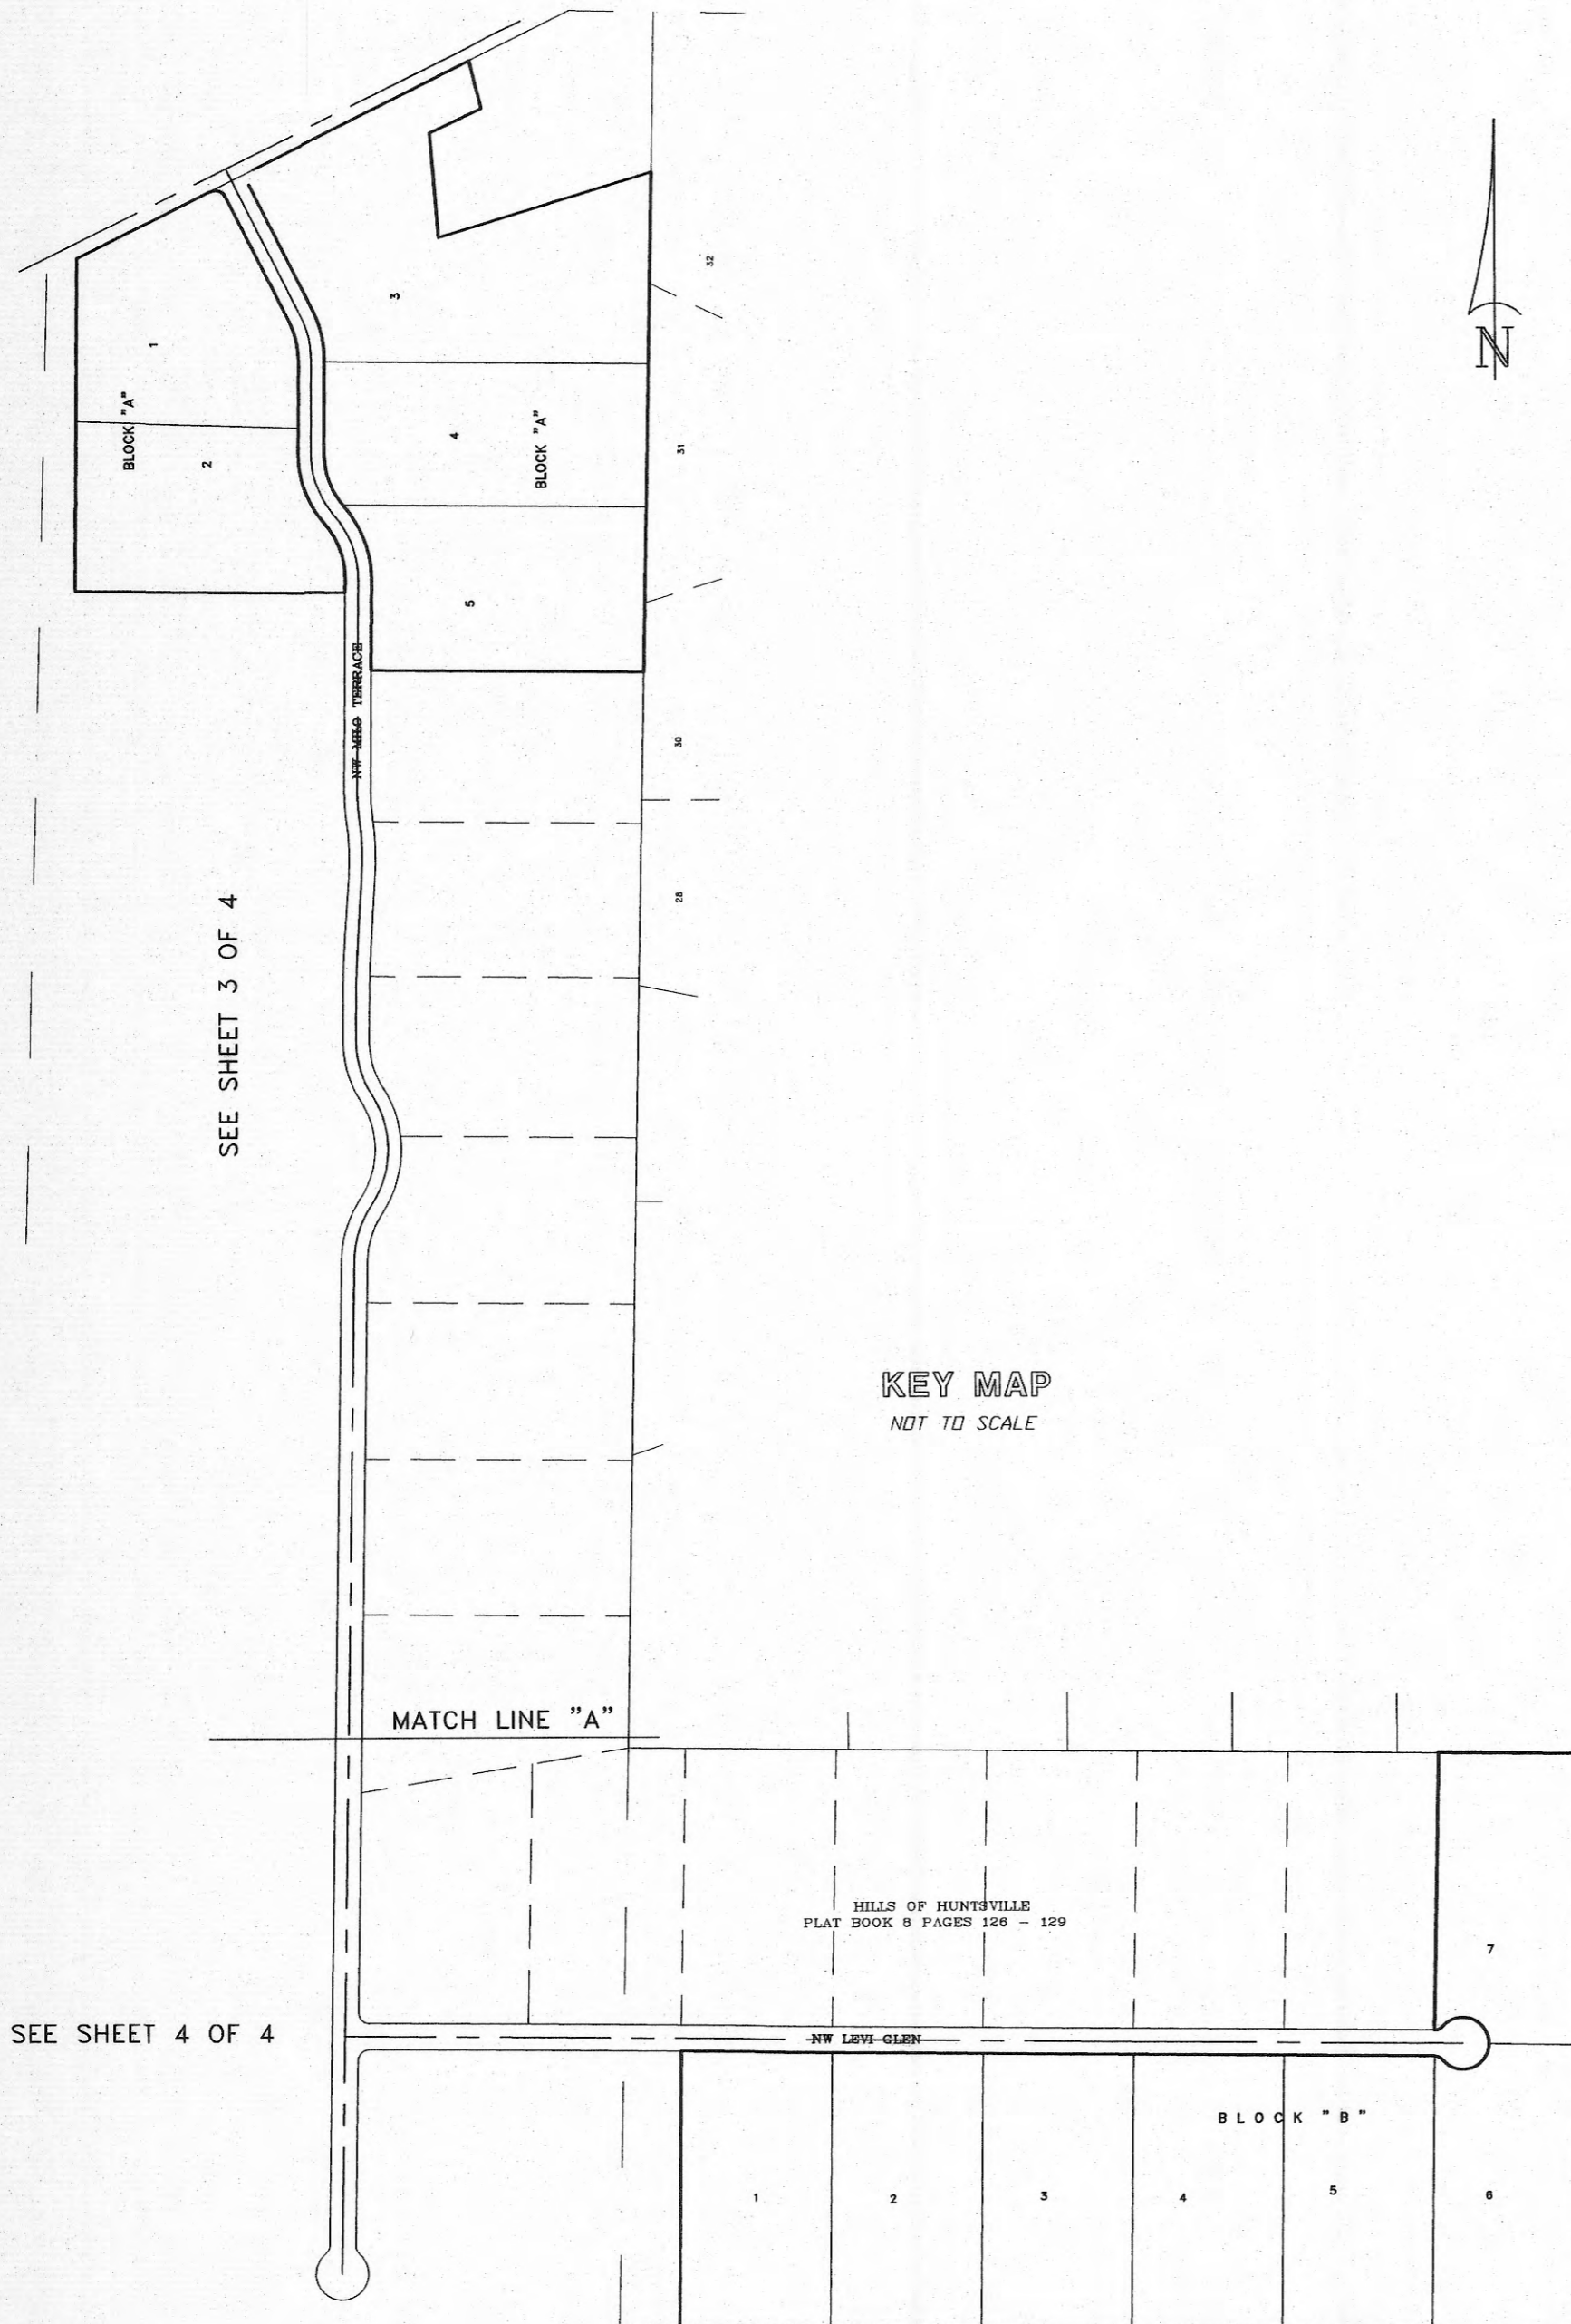 N
32
3
1
BLOCK "A"
2
4
BLOCK "A"
31
5
NW MILO TERRACE
30
28
SEE SHEET 3 OF 4
KEY MAP
NOT TO SCALE
MATCH LINE "A"
HILLS OF HUNTSVILLE
PLAT BOOK 8 PAGES 126 - 129
7
SEE SHEET 4 OF 4
NW LEVI GLEN
BLOCK "B"
1
2
3
4
5
6